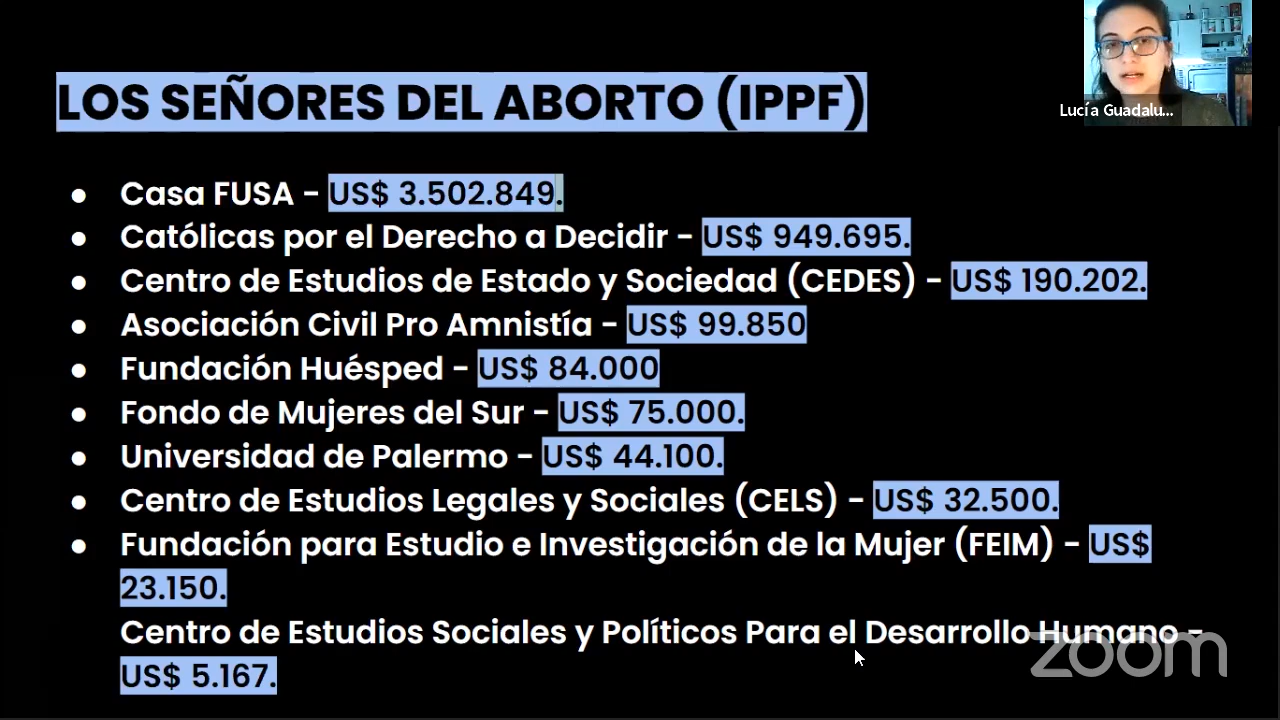 LOS SEÑORES DEL ABORTO (IPPF)
Lucía Guadalu...
● Casa FUSA - US$ 3.502.849.
● Católicas por el Derecho a Decidir - US$ 949.695.
● Centro de Estudios de Estado y Sociedad (CEDES) - US$ 190.202.
● Asociación Civil Pro Amnistía - US$ 99.850
● Fundación Huésped - US$ 84.000
● Fondo de Mujeres del Sur - US$ 75.000.
● Universidad de Palermo - US$ 44.100.
● Centro de Estudios Legales y Sociales (CELS) - US$ 32.500.
● Fundación para Estudio e Investigación de la Mujer (FEIM) - US$
23.150.
Centro de Estudios Sociales y Políticos Para el Desarrollo Humano -
US$ 5.167.
zoom